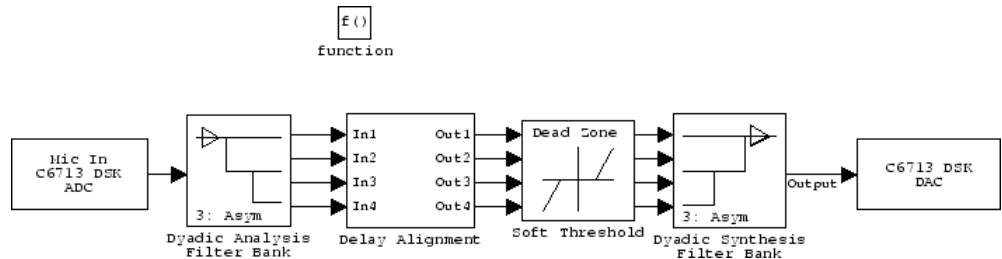 f()
function
Mic In
C6713 DSK
ADC
3: Asym
Dyadic Analysis
Filter Bank
In1
In2
In3
In4
Out1
Out2
Out3
Out4
Delay Alignment
Dead Zone
Soft Threshold
3: Asym
Dyadic Synthesis
Filter Bank
Output
C6713 DSK
DAC